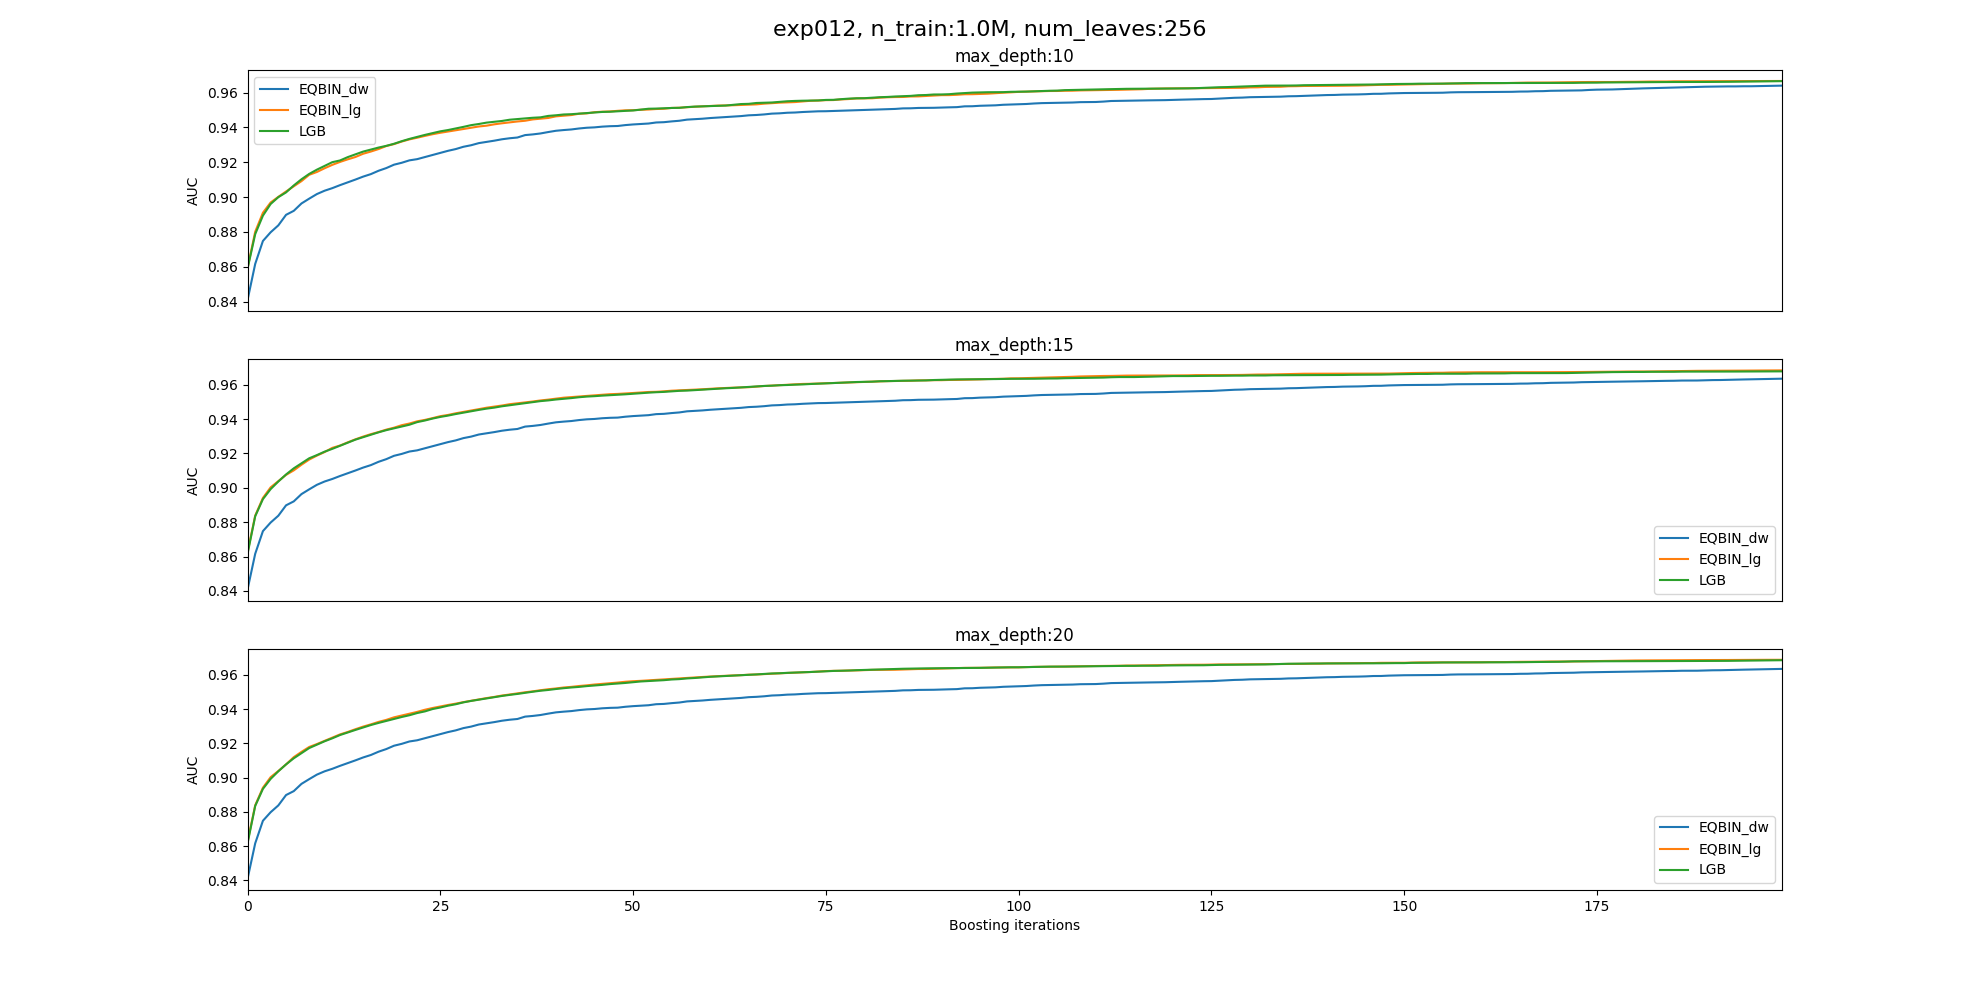 exp012, n_train:1.0M, num_leaves:256
max_depth:10
0.96
0.94
0.92
0.90
0.88
0.86
0.84
AUC
EQBIN_dw
EQBIN_lg
LGB
max_depth:15
0.96
0.94
0.92
0.90
0.88
0.86
0.84
AUC
EQBIN_dw
EQBIN_lg
LGB
max_depth:20
0.96
0.94
0.92
0.90
0.88
0.86
0.84
AUC
EQBIN_dw
EQBIN_lg
LGB
0 25 50 75 100 125 150 175
Boosting iterations